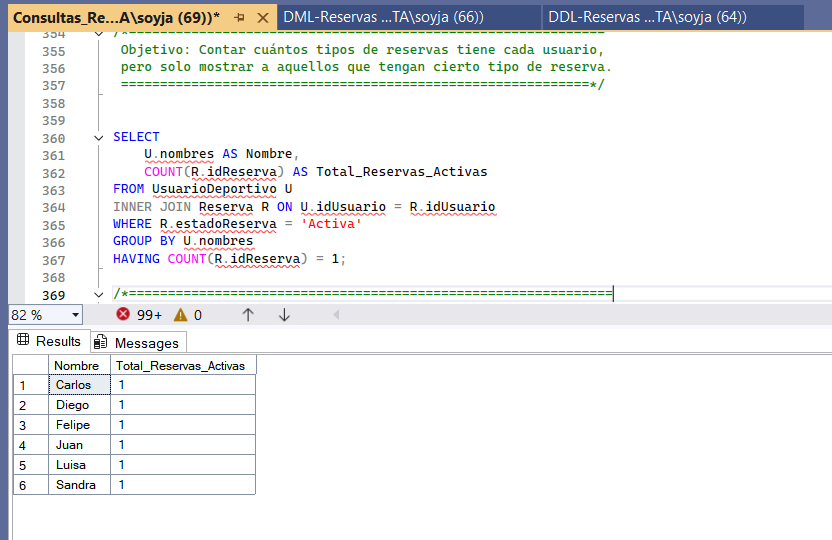 Consultas_Re...A\soyja (69))* DML-Reservas ...TA\soyja (66)) DDL-Reservas ...TA\soyja (64))
354 /*=============================================================
355 Objetivo: Contar cuántos tipos de reservas tiene cada usuario,
356 pero solo mostrar a aquellos que tengan cierto tipo de reserva.
357 ============================================================*/
358
359
360 SELECT
361 U.nombres AS Nombre,
362 COUNT(R.idReserva) AS Total_Reservas_Activas
363 FROM UsuarioDeportivo U
364 INNER JOIN Reserva R ON U.idUsuario = R.idUsuario
365 WHERE R.estadoReserva = 'Activa'
366 GROUP BY U.nombres
367 HAVING COUNT(R.idReserva) = 1;
368
369 /*==============================================================
82 % 99+ 0
Results Messages
Nombre Total_Reservas_Activas
1 Carlos 1
2 Diego 1
3 Felipe 1
4 Juan 1
5 Luisa 1
6 Sandra 1